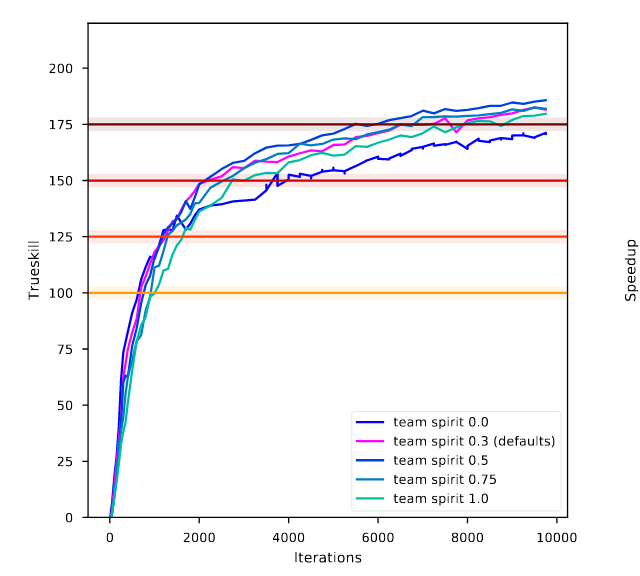 200
175
150
125
100
75
50
25
0
Trueskill
0 2000 4000 6000 8000 10000
Iterations
team spirit 0.0
team spirit 0.3 (defaults)
team spirit 0.5
team spirit 0.75
team spirit 1.0
Speedup